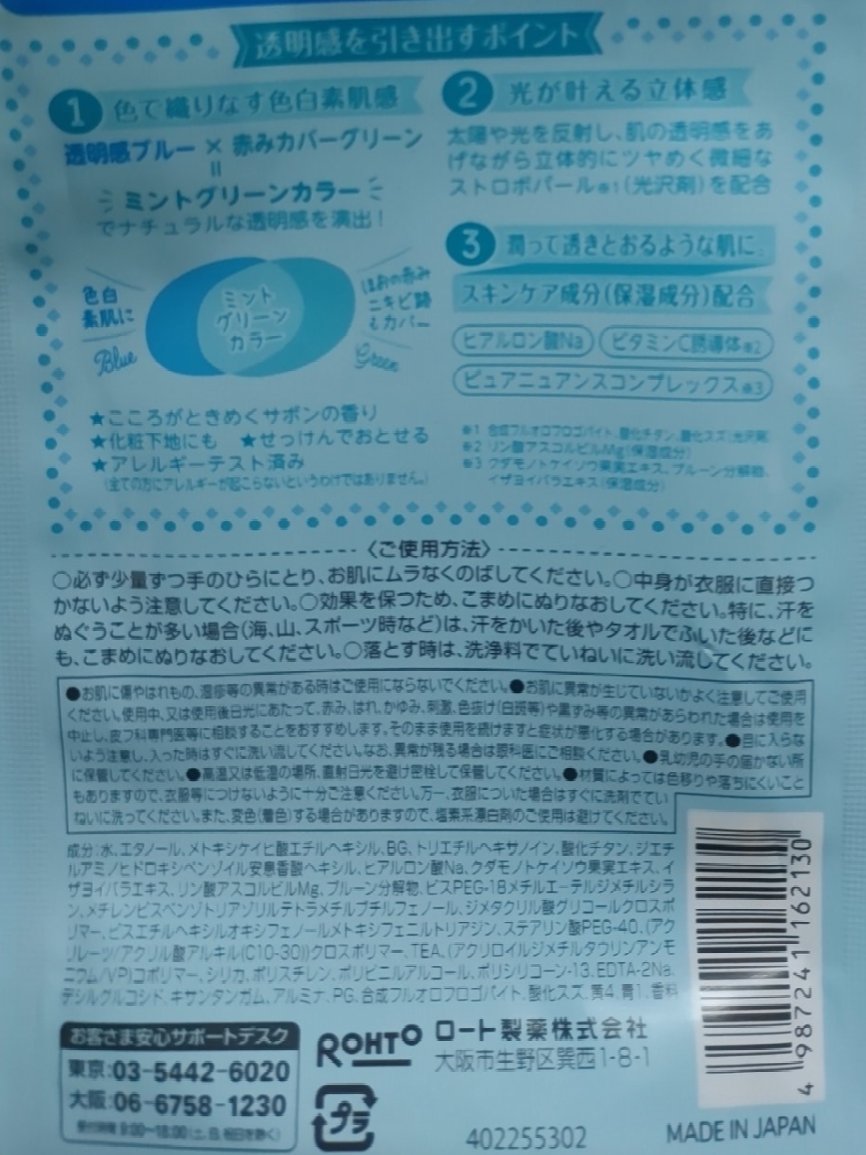 透明感を引き出すポイント
1 色で織りなす色白素肌感
透明感ブルー×赤みカバーグリーン
=
ミントグリーンカラー
でナチュラルな透明感を演出!
色白
素肌に
Blue
ミント
グリーン
カラー
ほおの赤み
ニキビ跡
もカバー
Green
★こころがときめくサボンの香り
★化粧下地にも ★せっけんでおとせる
★アレルギーテスト済み
(全ての方にアレルギーが起こらないというわけではありません。)
2 光が叶える立体感
太陽や光を反射し、肌の透明感をあ
げながら立体的にツヤめく微細な
ストロボパール※1(光沢剤)を配合
3 潤って透きとおるような肌に。
スキンケア成分(保湿成分)配合
ヒアルロン酸Na ビタミンC誘導体※2
ピュアニュアンスコンプレックス※3
※1 合成フルオロフロゴパイト、酸化チタン、酸化スズ(光沢剤)
※2 リン酸アスコルビルMg(保湿成分)
※3 クダモノトケイソウ果実エキス、プルーン分解物、
イザヨイバラエキス(保湿成分)
〈ご使用方法〉
○必ず少量ずつ手のひらにとり、お肌にムラなくのばしてください。○中身が衣服に直接つ
かないよう注意してください。○効果を保つため、こまめにぬりなおしてください。特に、汗を
ぬぐうことが多い場合(海、山、スポーツ時など)は、汗をかいた後やタオルでふいた後などに
も、こまめにぬりなおしてください。○落とす時は、洗浄料でていねいに洗い流してください。
●お肌に傷やはれもの、湿疹等の異常がある時はご使用にならないでください。●お肌に異常が生じていないかよく注意してご使用
ください。使用中、又は使用後日光にあたって、赤み、はれ、かゆみ、刺激、色抜け(白斑等)や黒ずみ等の異常があらわれた場合は使用を
中止し、皮フ科専門医等に相談することをおすすめします。そのまま使用を続けますと症状が悪化する場合があります。●目に入らな
いよう注意し、入った時はすぐに洗い流してください。なお、異常が残る場合は眼科医にご相談ください。●乳幼児の手の届かない所
に保管してください。●高温又は低温の場所、直射日光を避け密栓して保管してください。●材質によっては色移りや落ちにくいこと
もありますので、衣服等につけないように十分ご注意ください。万一、衣服についた場合はすぐに洗剤でてい
ねいに洗ってください。また、変色(着色)する場合がありますので、塩素系漂白剤のご使用は避けてください。
成分:水、エタノール、メトキシケイヒ酸エチルヘキシル、BG、トリエチルヘキサノイン、酸化チタン、ジエチ
ルアミノヒドロキシベンゾイル安息香酸ヘキシル、ヒアルロン酸Na、クダモノトケイソウ果実エキス、イ
ザヨイバラエキス、リン酸アスコルビルMg、プルーン分解物、ビスPEG-18メチルエーテルジメチルシラ
ン、メチレンビスベンゾトリアゾリルテトラメチルブチルフェノール、ジメタクリル酸グリコールクロスポ
リマー、ビスエチルヘキシルオキシフェノールメトキシフェニルトリアジン、ステアリン酸PEG-40、(アク
リレーツ/アクリル酸アルキル(C10-30))クロスポリマー、TEA、(アクリロイルジメチルタウリンアンモ
ニウム/VP)コポリマー、シリカ、ポリスチレン、ポリビニルアルコール、ポリシリコーン-13、EDTA-2Na、
デシルグルコシド、キサンタンガム、アルミナ、PG、合成フルオロフロゴパイト、酸化スズ、黄4、青1、香料
お客さま安心サポートデスク
東京:03-5442-6020
大阪:06-6758-1230
受付時間 9:00~18:00(土、日、祝日を除く)
ROHTO ロート製薬株式会社
大阪市生野区巽西1-8-1
プラ
402255302
MADE IN JAPAN
4 987241 162130